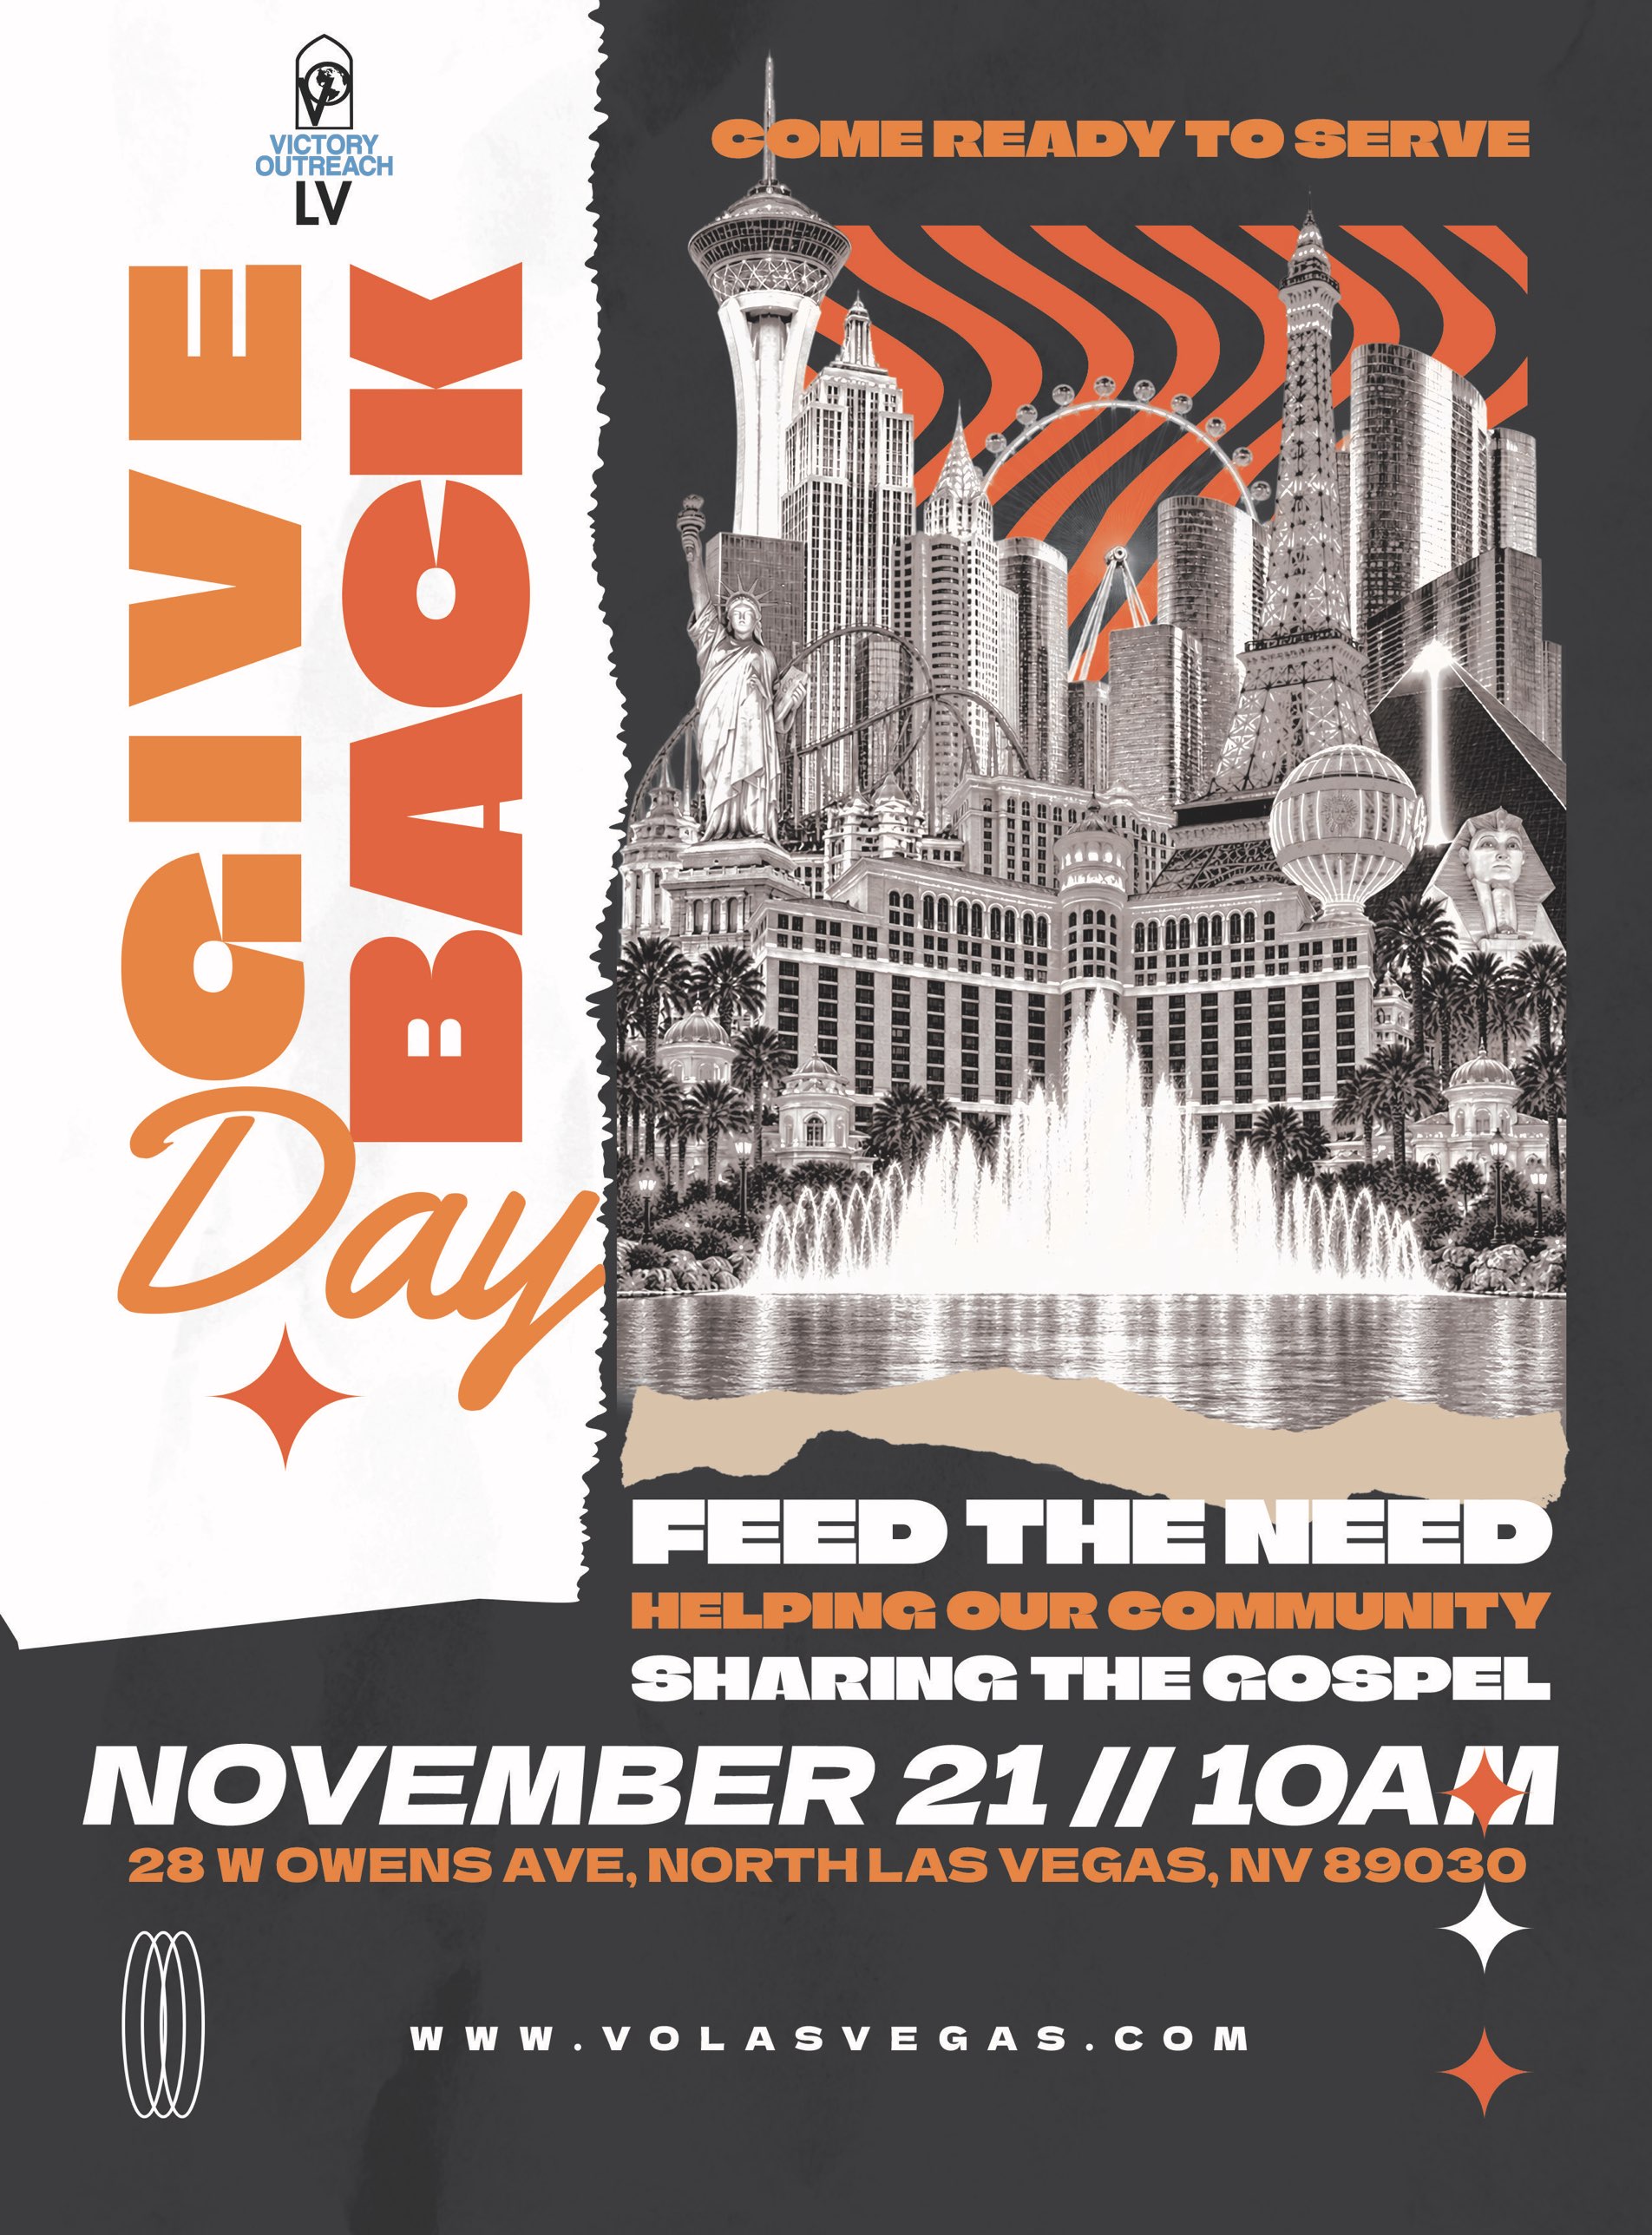 VICTORY
OUTREACH
LV
GIVE
BACK
Day
COME READY TO SERVE
FEED THE NEED
HELPING OUR COMMUNITY
SHARING THE GOSPEL
NOVEMBER 21 // 10AM
28 W OWENS AVE, NORTH LAS VEGAS, NV 89030
WWW.VOLASVEGAS.COM